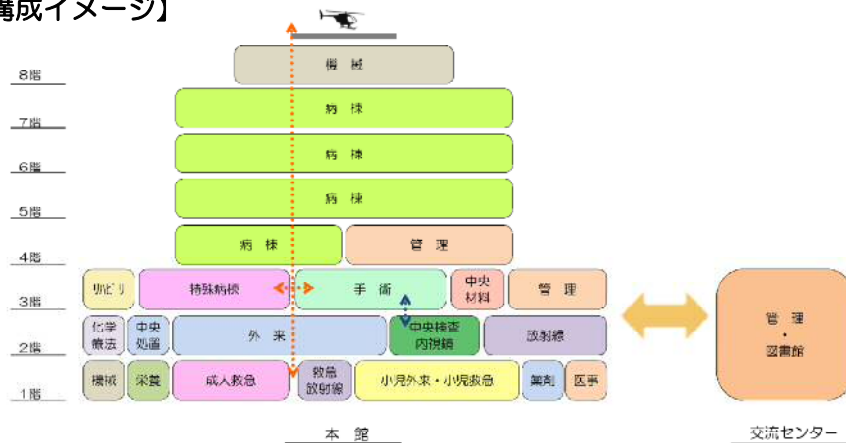 構成イメージ】
8階
機 械
7階
病 棟
6階
病 棟
5階
病 棟
4階
病 棟
管 理
3階
リハビリ
特殊病棟
手 術
中央
材料
管 理
2階
化学
療法
中央
処置
外 来
中央検査
内視鏡
放射線
1階
機械
栄養
成人救急
救急
放射線
小児外来・小児救急
薬剤
医事
管 理
・
図書館
本 館
交流センター